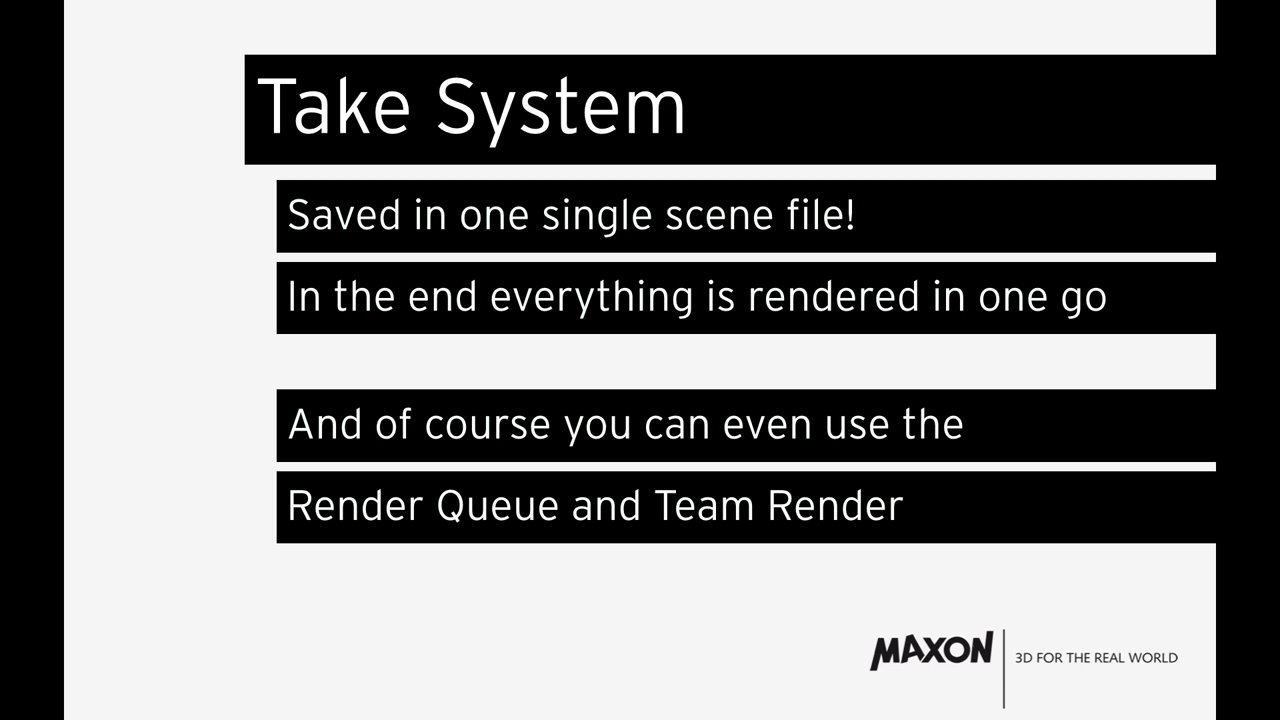 Take System
Saved in one single scene file!
In the end everything is rendered in one go
And of course you can even use the
Render Queue and Team Render
MAXON
3D FOR THE REAL WORLD